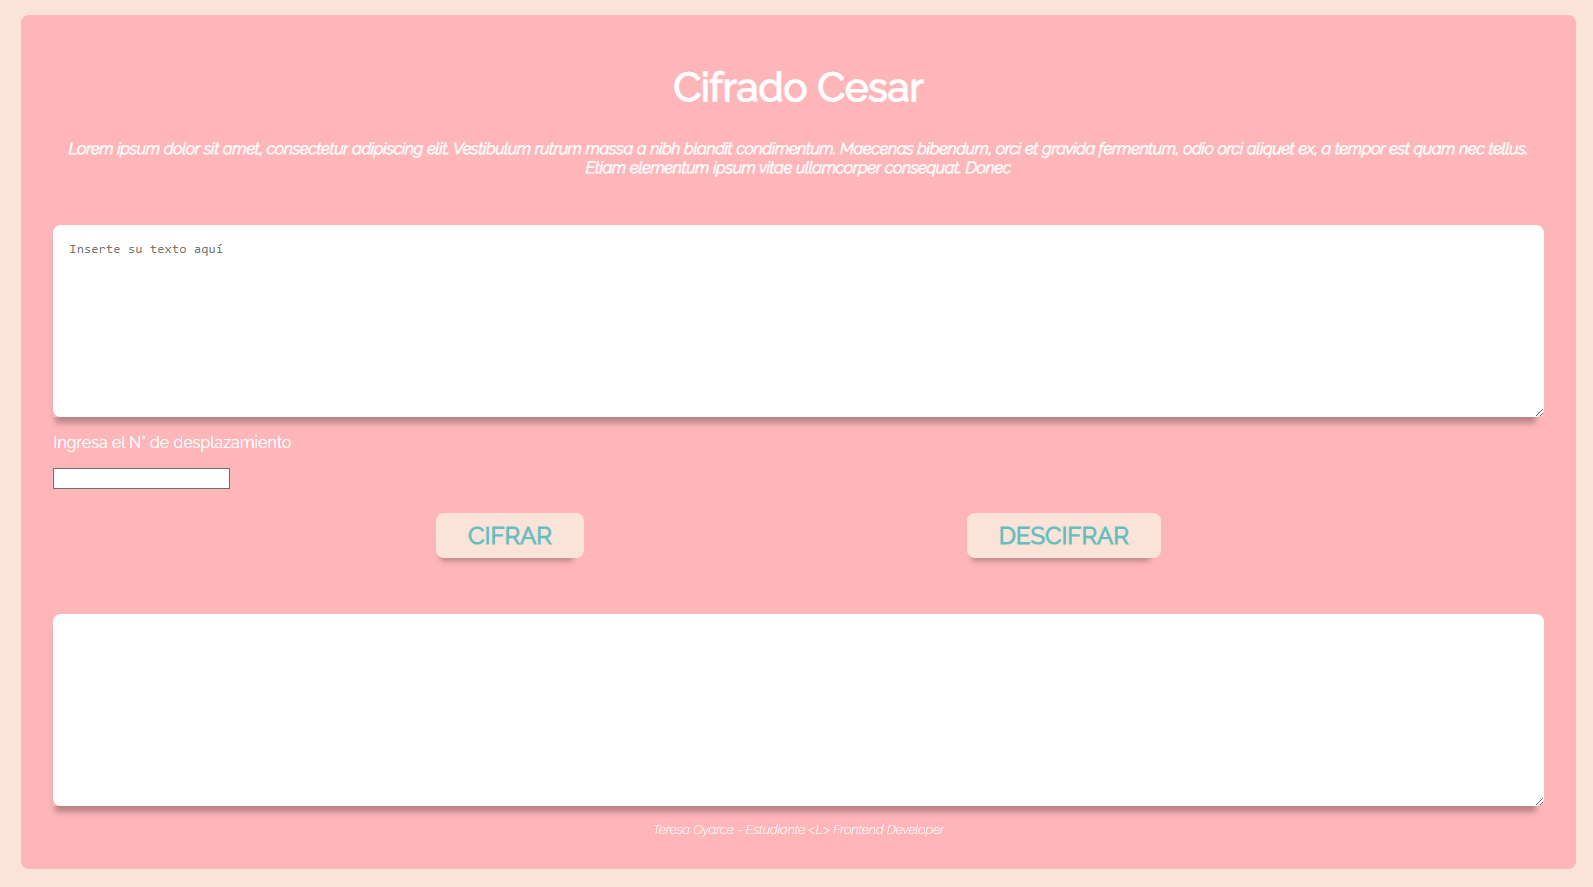 Cifrado Cesar
Lorem ipsum dolor sit amet, consectetur adipiscing elit. Vestibulum rutrum massa a nibh blandit condimentum. Maecenas bibendum, orci et gravida fermentum, odio orci aliquet ex, a tempor est quam nec tellus.
Etiam elementum ipsum vitae ullamcorper consequat. Donec
Inserte su texto aquí
Ingresa el N° de desplazamiento
CIFRAR
DESCIFRAR
Teresa Oyarce - Estudiante <L> Frontend Developer